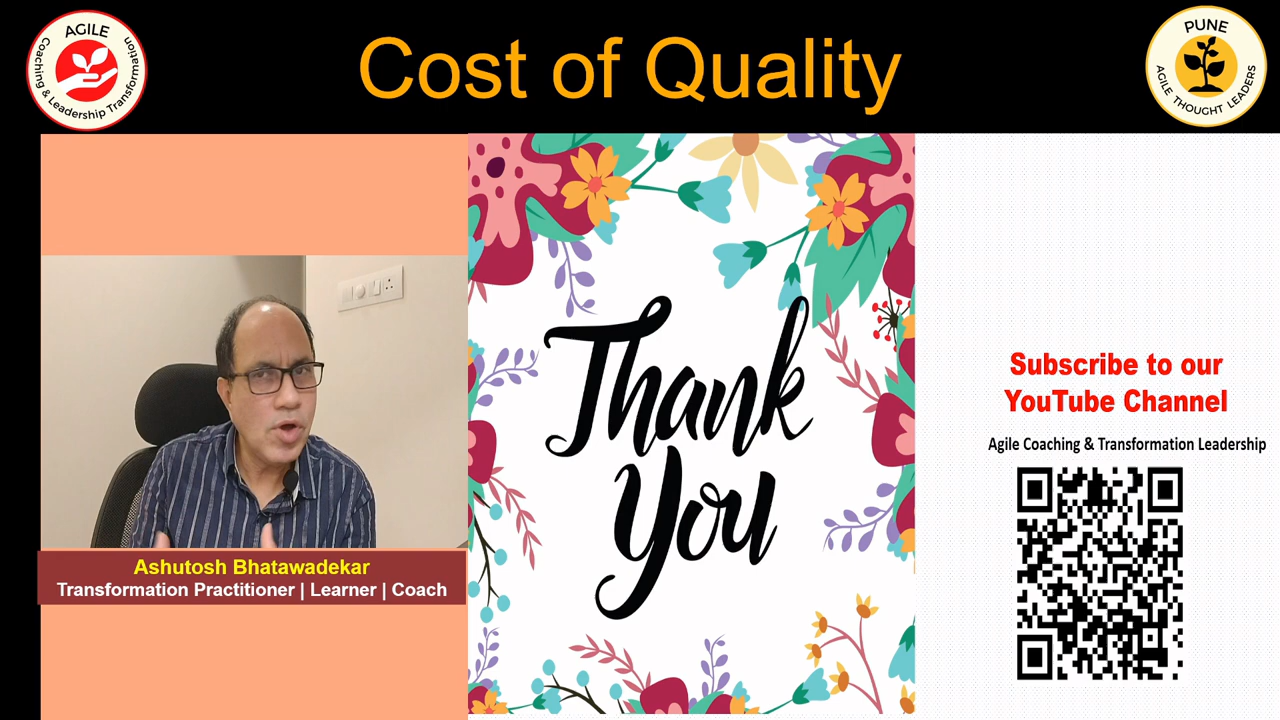 AGILE
Coaching & Leadership Transformation
Cost of Quality
PUNE
AGILE THOUGHT LEADERS
Ashutosh Bhatawadekar
Transformation Practitioner | Learner | Coach
Thank
You
Subscribe to our
YouTube Channel
Agile Coaching & Transformation Leadership